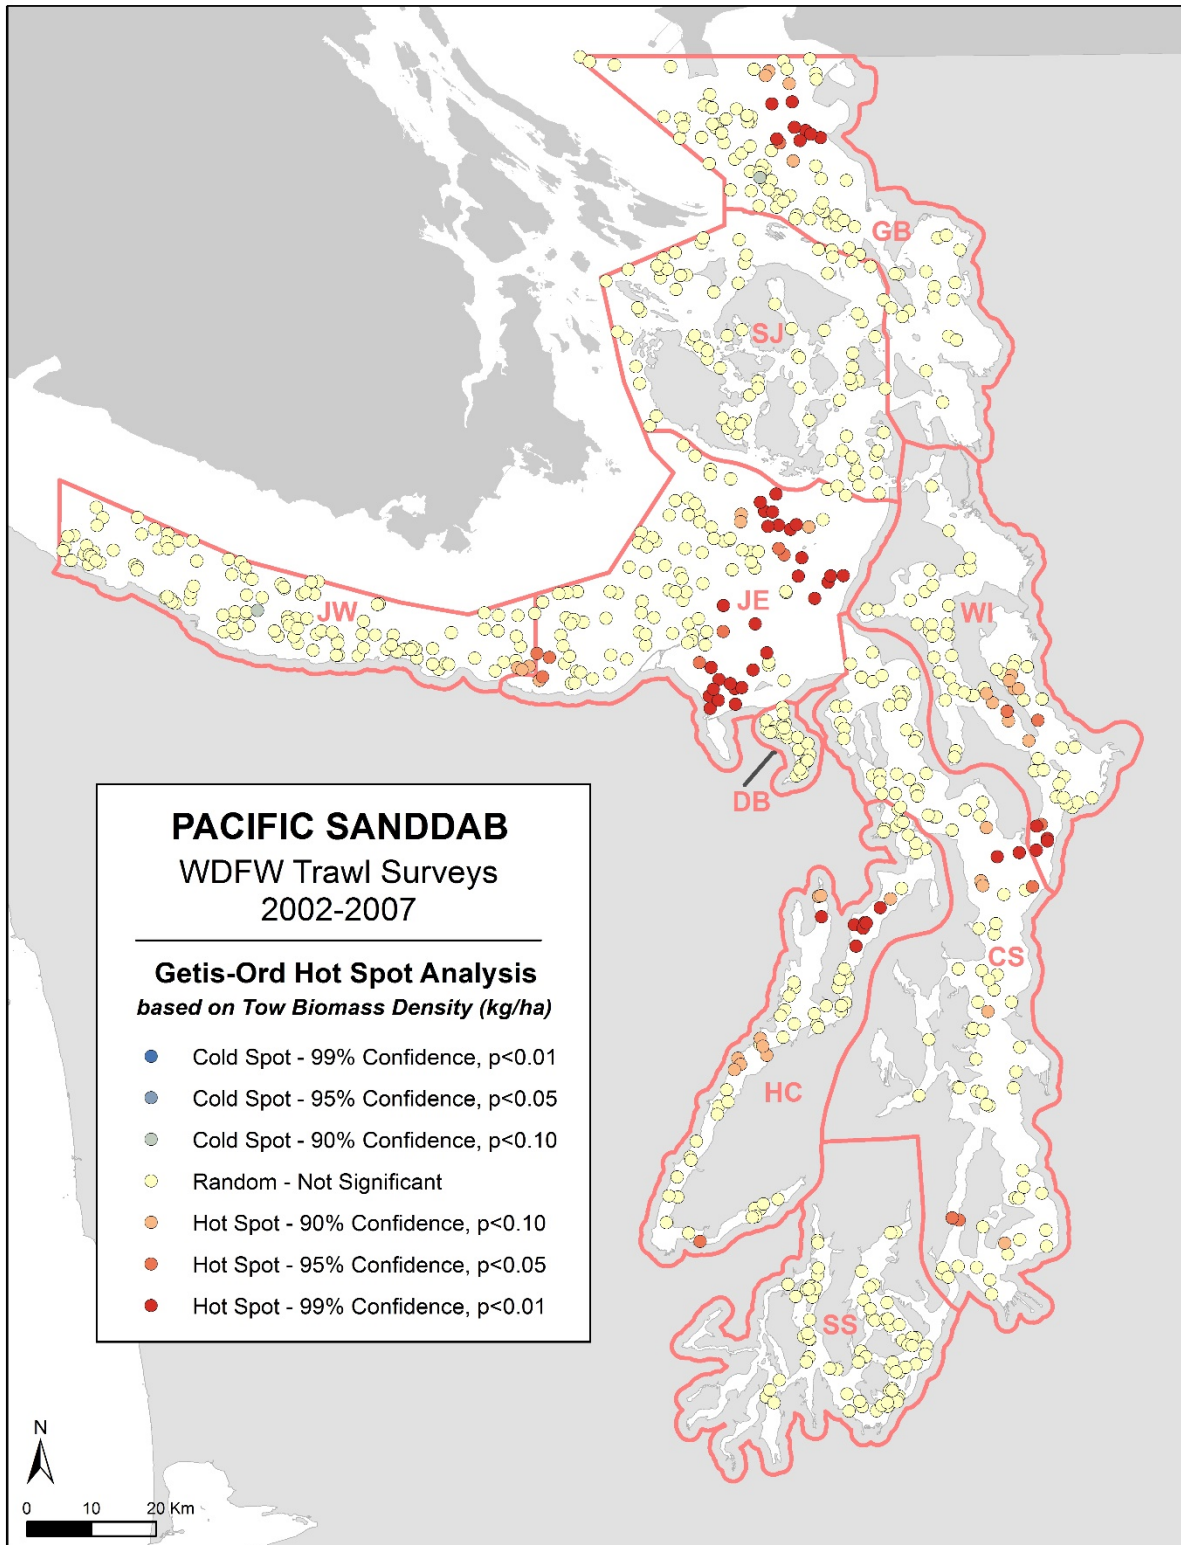 GB
SJ
JW
JE
WI
DB
PACIFIC SANDDAB
WDFW Trawl Surveys
2002-2007
Getis-Ord Hot Spot Analysis
based on Tow Biomass Density (kg/ha)
Cold Spot - 99% Confidence, p<0.01
Cold Spot - 95% Confidence, p<0.05
Cold Spot - 90% Confidence, p<0.10
Random - Not Significant
Hot Spot - 90% Confidence, p<0.10
Hot Spot - 95% Confidence, p<0.05
Hot Spot - 99% Confidence, p<0.01
CS
HC
SS
N
0 10 20 Km